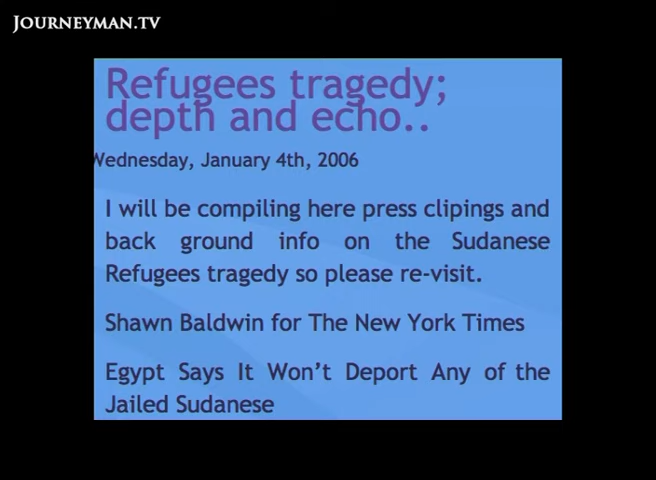 JOURNEYMAN.TV
Refugees tragedy;
depth and echo..
Wednesday, January 4th, 2006
I will be compiling here press clipings and
back ground info on the Sudanese
Refugees tragedy so please re-visit.
Shawn Baldwin for The New York Times
Egypt Says It Won’t Deport Any of the
Jailed Sudanese